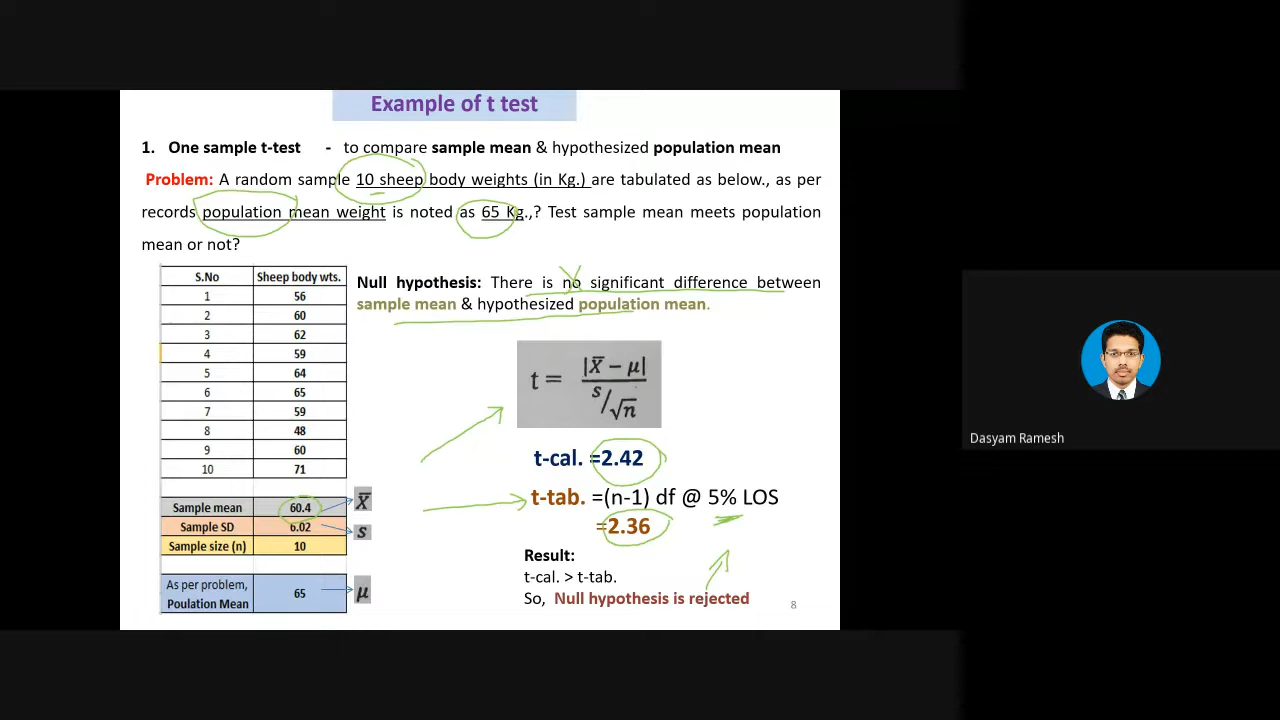 Example of t test
1. One sample t-test - to compare sample mean & hypothesized population mean
Problem: A random sample 10 sheep body weights (in Kg.) are tabulated as below., as per
records population mean weight is noted as 65 Kg.,? Test sample mean meets population
mean or not?
S.No Sheep body wts.
1 56
2 60
3 62
4 59
5 64
6 65
7 59
8 48
9 60
10 71
Sample mean 60.4 X̅
Sample SD 6.02 s
Sample size (n) 10
As per problem,
Poulation Mean 65 μ
Null hypothesis: There is no significant difference between
sample mean & hypothesized population mean.
t = |X̅ − μ|
s/√n
t-cal. =2.42
t-tab. =(n-1) df @ 5% LOS
=2.36
Result:
t-cal. > t-tab.
So, Null hypothesis is rejected
8
Dasyam Ramesh